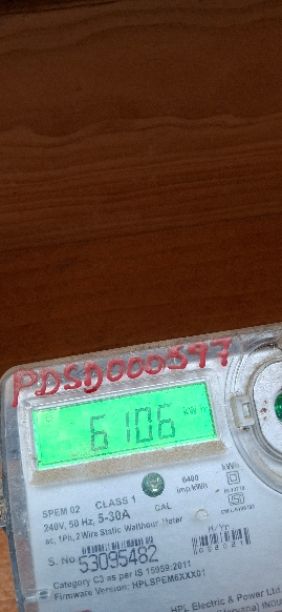 PDSD000597
6106 kWh
5PEM 02 CLASS 1
240V, 50 Hz, 5-30A CAL 6400 imp/kWh
ac, 1Ph, 2 Wire Static Watthour Meter
S. No 53095482
M/Yr
Category C3 as per IS 15959:2011
Firmware Version: HPLSPEM6XXX01
HPL Electric & Power Ltd